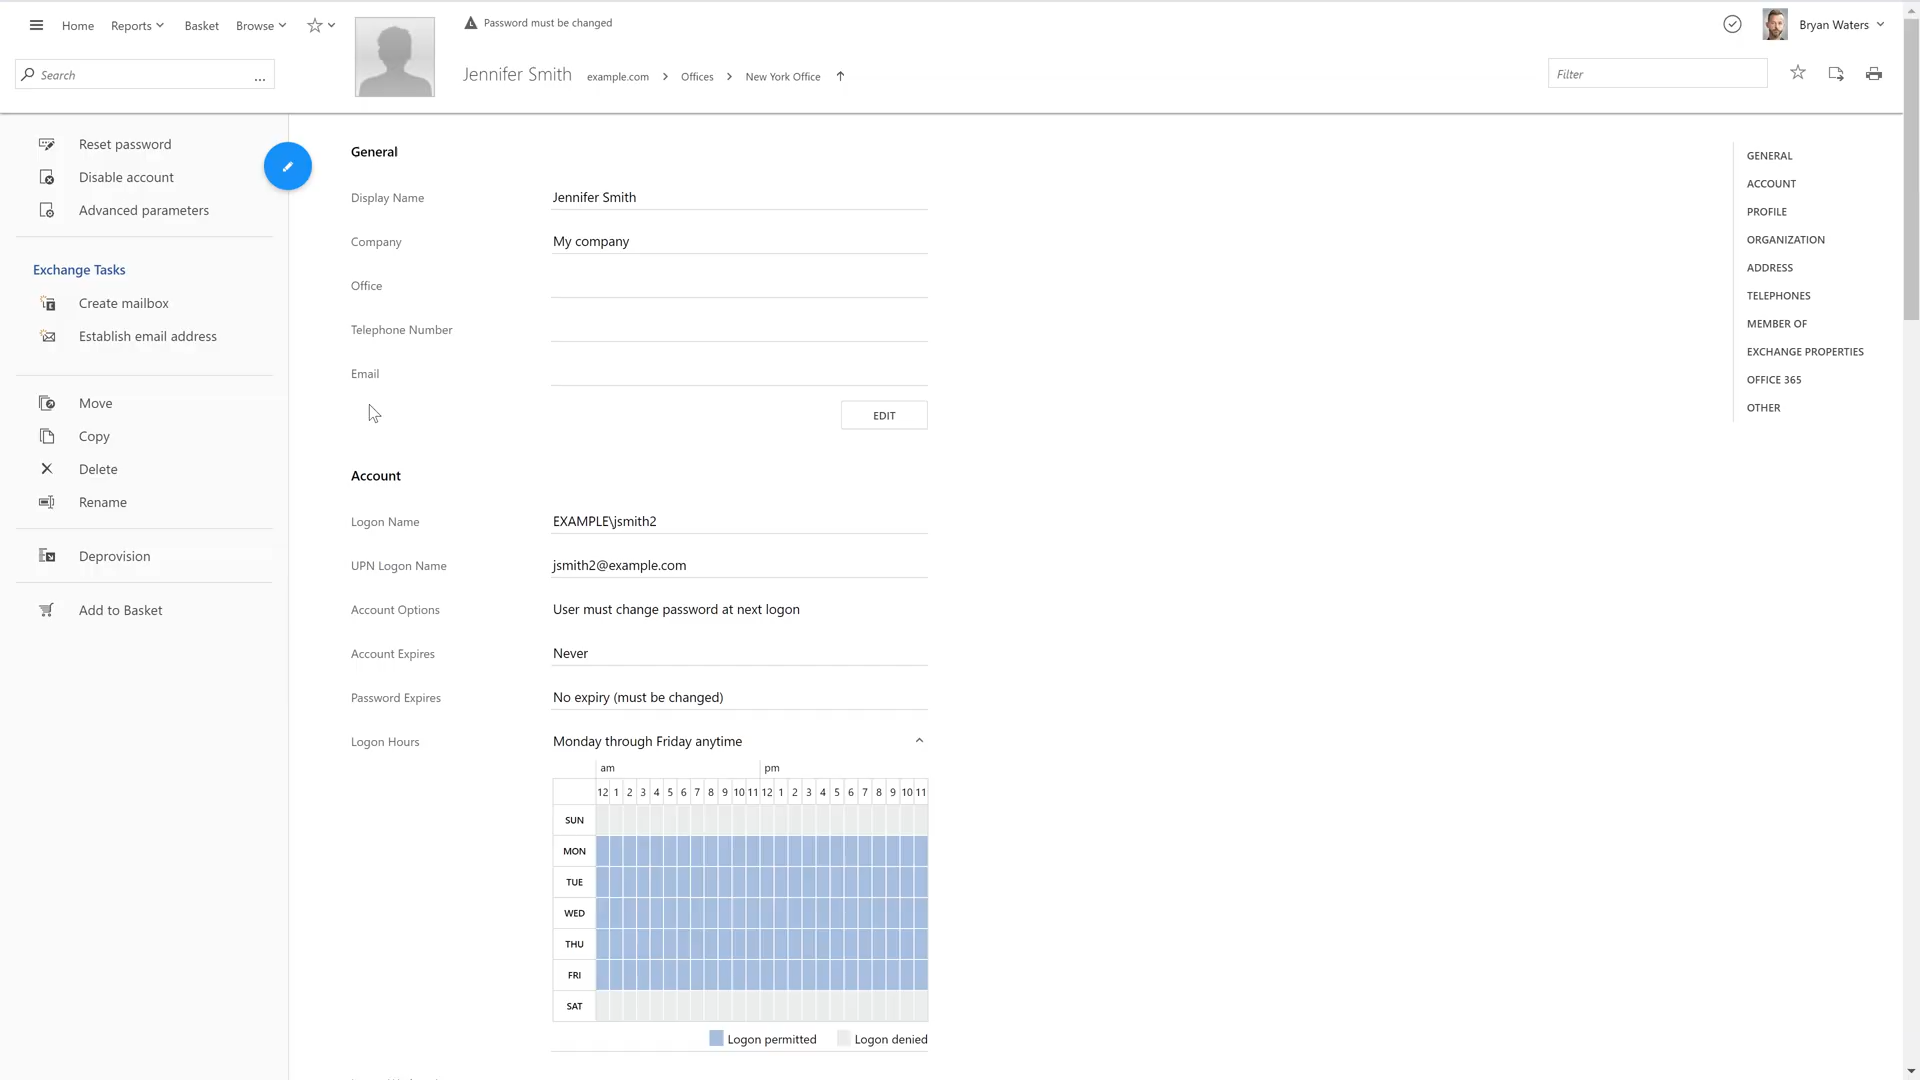 Home
Reports
Basket
Browse
Password must be changed
Bryan Waters
Search
...
Jennifer Smith
example.com > Offices > New York Office
Filter
Reset password
Disable account
Advanced parameters
Exchange Tasks
Create mailbox
Establish email address
Move
Copy
Delete
Rename
Deprovision
Add to Basket
General
Display Name
Jennifer Smith
Company
My company
Office
Telephone Number
Email
EDIT
Account
Logon Name
EXAMPLE\jsmith2
UPN Logon Name
jsmith2@example.com
Account Options
User must change password at next logon
Account Expires
Never
Password Expires
No expiry (must be changed)
Logon Hours
Monday through Friday anytime
am pm
12 1 2 3 4 5 6 7 8 9 10 11 12 1 2 3 4 5 6 7 8 9 10 11
SUN
MON
TUE
WED
THU
FRI
SAT
Logon permitted
Logon denied
GENERAL
ACCOUNT
PROFILE
ORGANIZATION
ADDRESS
TELEPHONES
MEMBER OF
EXCHANGE PROPERTIES
OFFICE 365
OTHER